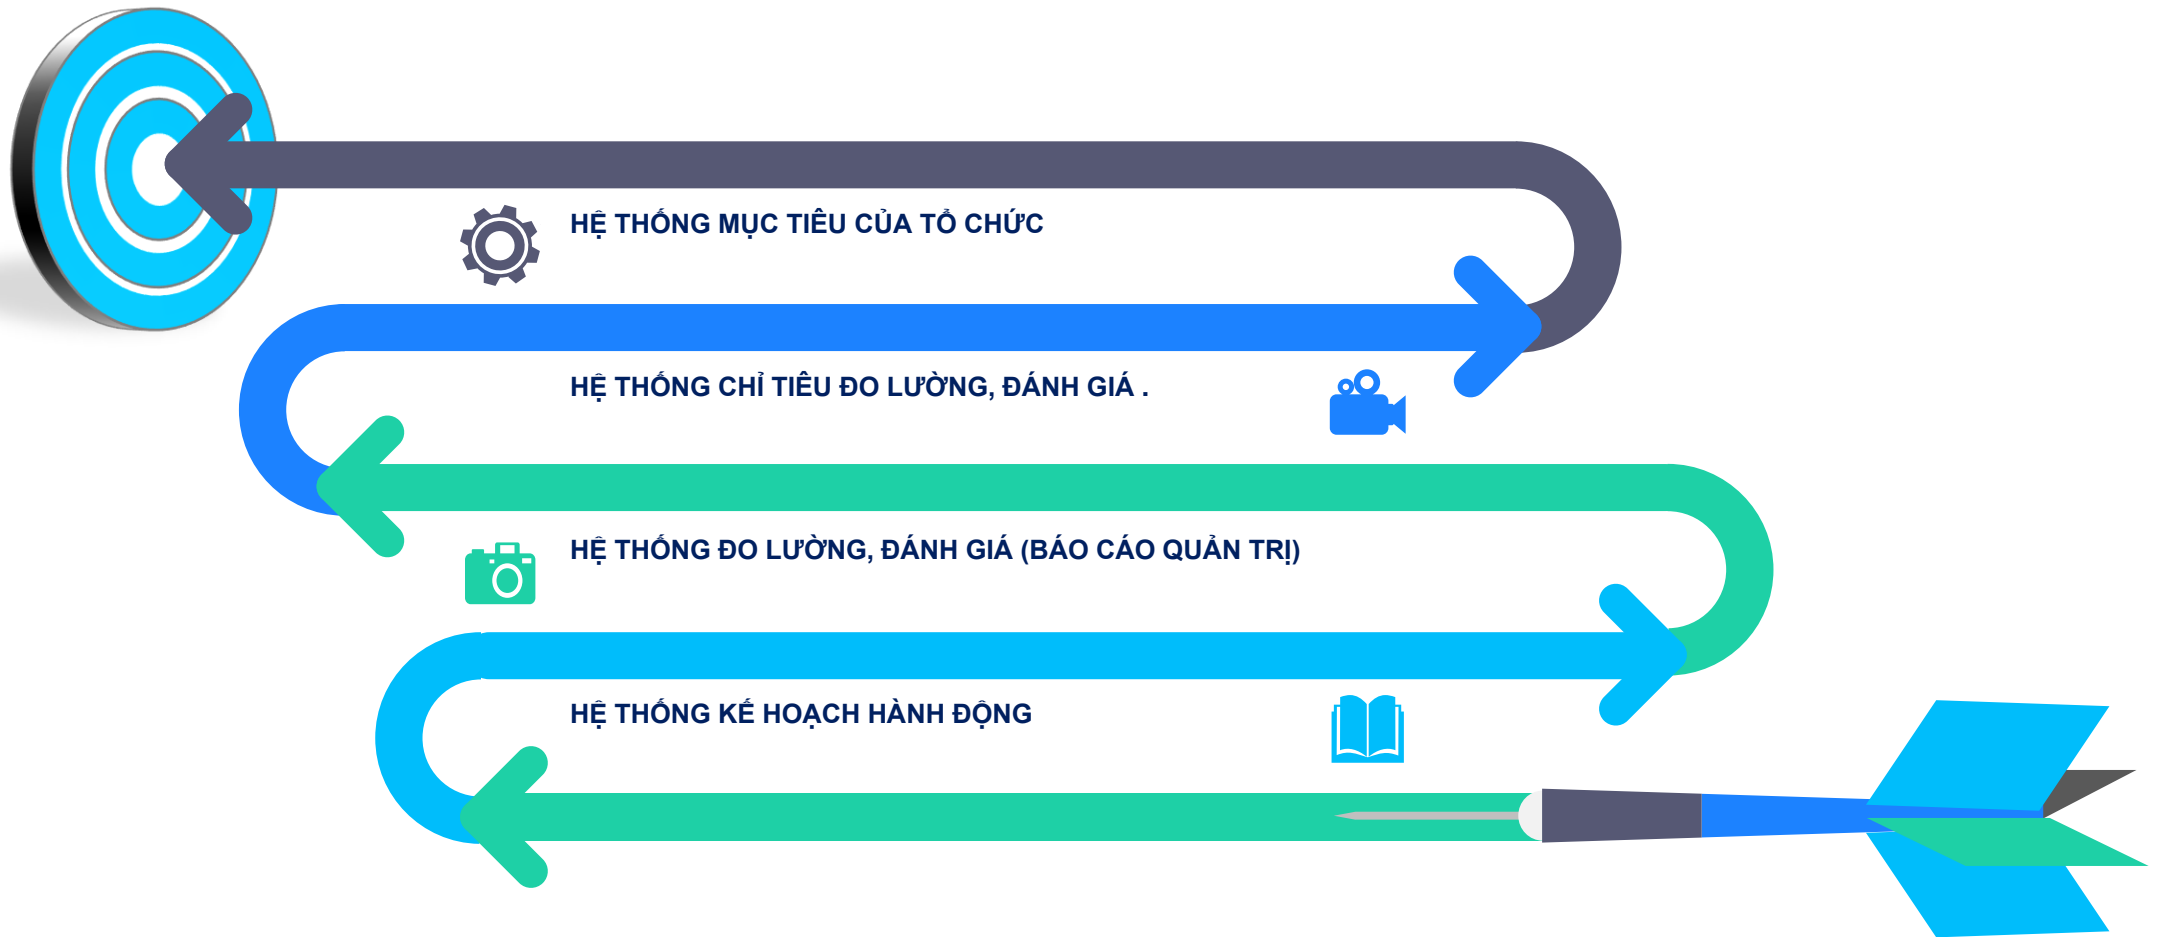 HỆ THỐNG MỤC TIÊU CỦA TỔ CHỨC
HỆ THỐNG CHỈ TIÊU ĐO LƯỜNG, ĐÁNH GIÁ .
HỆ THỐNG ĐO LƯỜNG, ĐÁNH GIÁ (BÁO CÁO QUẢN TRỊ)
HỆ THỐNG KẾ HOẠCH HÀNH ĐỘNG